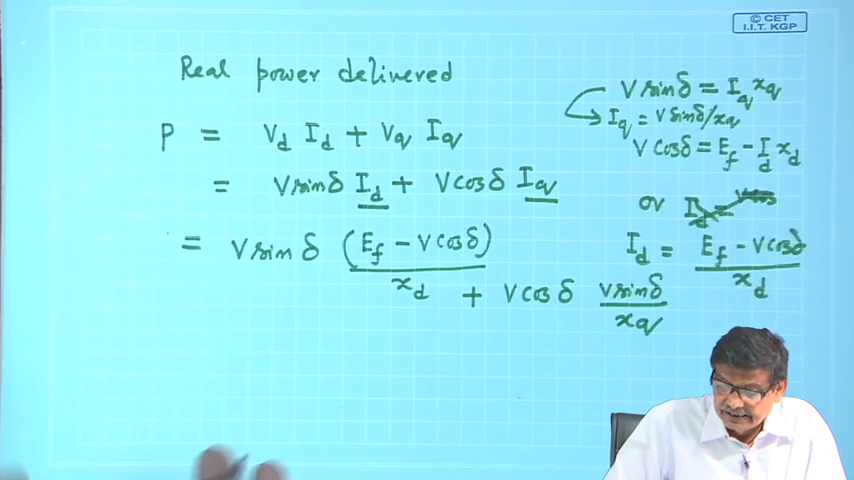 © CET
I.I.T. KGP
Real power delivered
P = Vd Id + Vq Iq
= V sin δ Id + V cos δ Iq
= V sin δ (Ef - V cos δ) / xd + V cos δ V sin δ / xq
V sin δ = Iq xq
Iq = V sin δ / xq
V cos δ = Ef - Id xd
or Id =
Id = Ef - V cos δ / xd